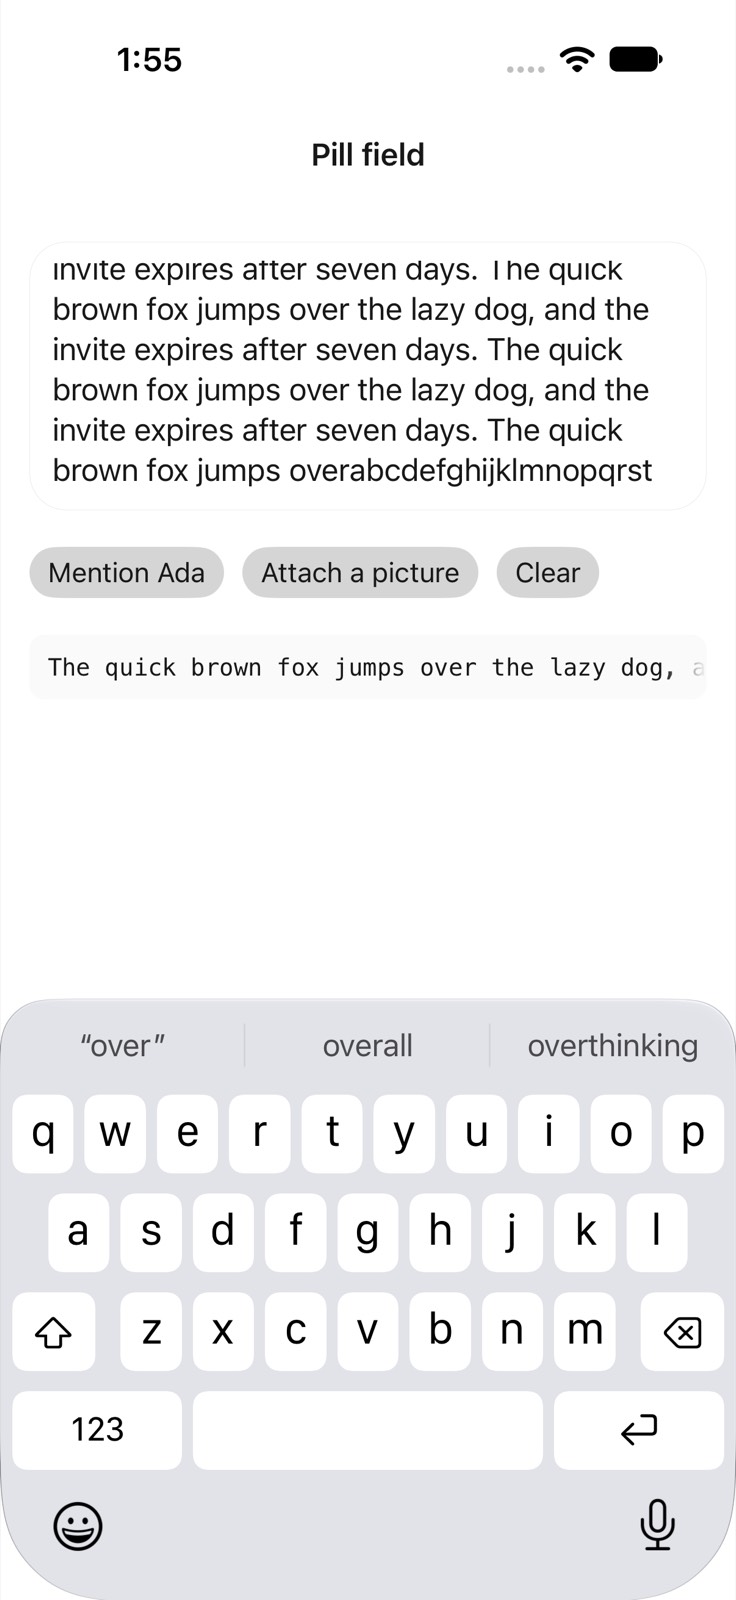 1:55
Pill field
invite expires after seven days. The quick
brown fox jumps over the lazy dog, and the
invite expires after seven days. The quick
brown fox jumps over the lazy dog, and the
invite expires after seven days. The quick
brown fox jumps overabcdefghijklmnopqrst
Mention Ada Attach a picture Clear
The quick brown fox jumps over the lazy dog, a
“over” overall overthinking
q w e r t y u i o p
a s d f g h j k l
z x c v b n m
123